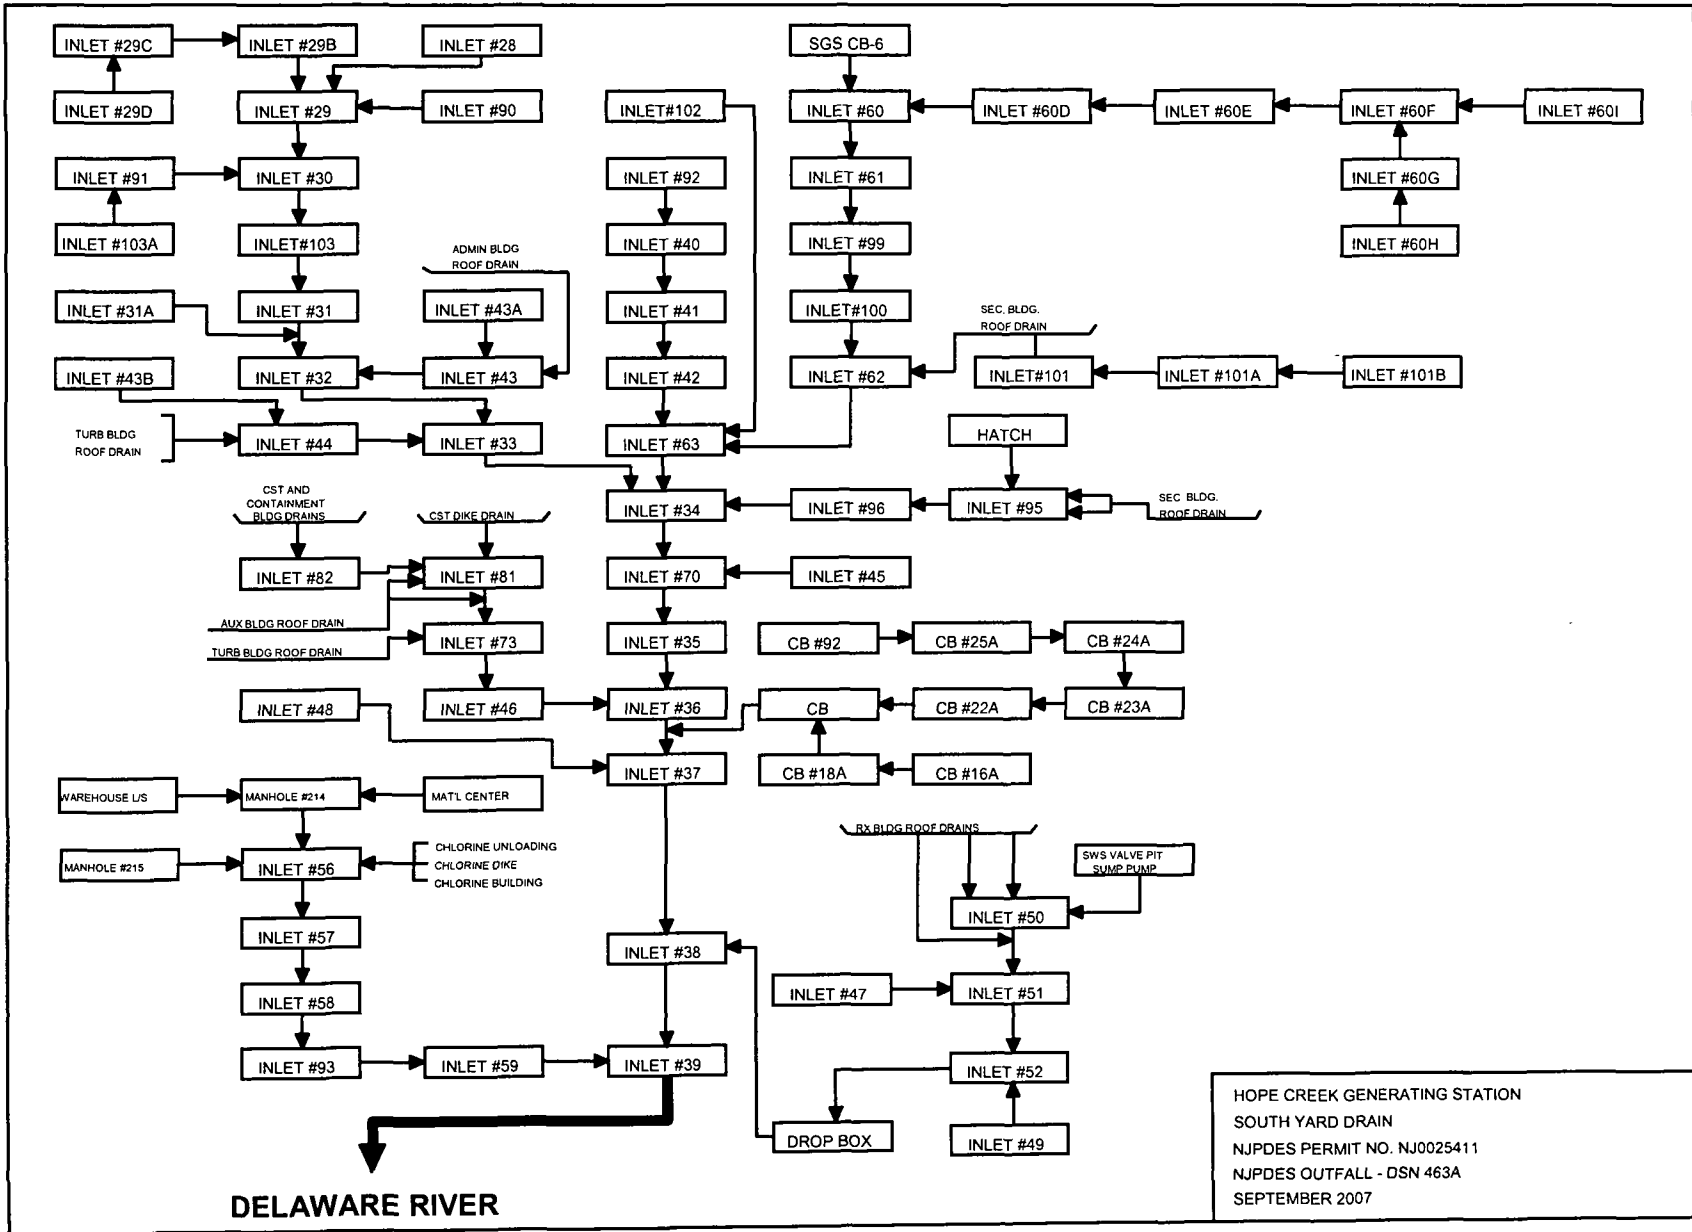 INLET #29C
INLET #29B
INLET #28
SGS CB-6
INLET #29D
INLET #29
INLET #90
INLET#102
INLET #60
INLET #60D
INLET #60E
INLET #60F
INLET #60I
INLET #91
INLET #30
INLET #92
INLET #61
INLET #60G
INLET #103A
INLET#103
ADMIN BLDG
ROOF DRAIN
INLET #40
INLET #99
INLET #60H
INLET #31A
INLET #31
INLET #43A
INLET #41
INLET#100
SEC. BLDG.
ROOF DRAIN
INLET #43B
INLET #32
INLET #43
INLET #42
INLET #62
INLET#101
INLET #101A
INLET #101B
TURB BLDG
ROOF DRAIN
INLET #44
INLET #33
INLET #63
HATCH
CST AND
CONTAINMENT
BLDG DRAINS
CST DIKE DRAIN
INLET #34
INLET #96
INLET #95
SEC. BLDG.
ROOF DRAIN
INLET #82
INLET #81
INLET #70
INLET #45
AUX BLDG ROOF DRAIN
TURB BLDG ROOF DRAIN
INLET #73
INLET #35
CB #92
CB #25A
CB #24A
INLET #48
INLET #46
INLET #36
CB
CB #22A
CB #23A
INLET #37
CB #18A
CB #16A
WAREHOUSE L/S
MANHOLE #214
MAT'L CENTER
MANHOLE #215
INLET #56
CHLORINE UNLOADING
CHLORINE DIKE
CHLORINE BUILDING
RX BLDG ROOF DRAINS
SWS VALVE PIT
SUMP PUMP
INLET #50
INLET #57
INLET #38
INLET #58
INLET #47
INLET #51
INLET #93
INLET #59
INLET #39
INLET #52
DROP BOX
INLET #49
DELAWARE RIVER
HOPE CREEK GENERATING STATION
SOUTH YARD DRAIN
NJPDES PERMIT NO. NJ0025411
NJPDES OUTFALL - DSN 463A
SEPTEMBER 2007